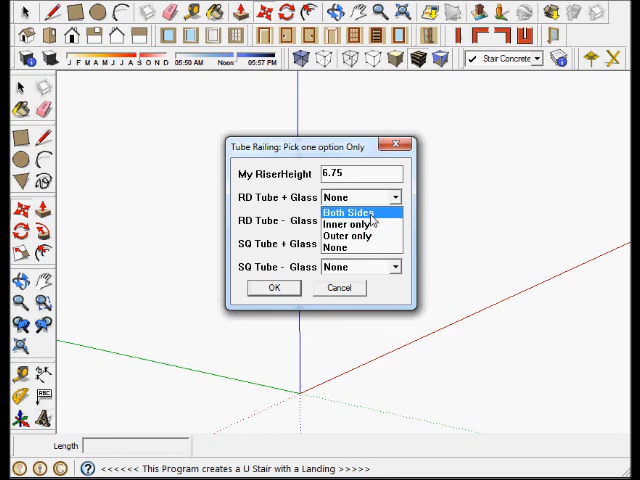 J F M A M J J A S O N D
05:50 AM
Noon
05:57 PM
Stair Concrete
Tube Railing: Pick one option Only
My RiserHeight
6.75
RD Tube + Glass
None
Both Sides
RD Tube - Glass
Inner only
Outer only
SQ Tube + Glass
None
SQ Tube - Glass
None
OK
Cancel
ABC
Length
<<<<<< This Program creates a U Stair with a Landing >>>>>